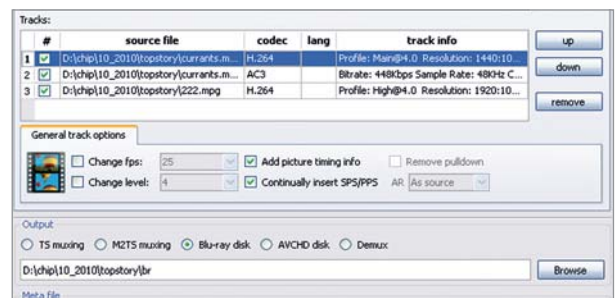 Tracks:
# source file codec lang track info
1 D:\chip\10_2010\topstory\currants.m... H.264 Profile: Main@4.0 Resolution: 1440:10...
2 D:\chip\10_2010\topstory\currants.m... AC3 Bitrate: 448Kbps Sample Rate: 48KHz C...
3 D:\chip\10_2010\topstory\222.mpg H.264 Profile: High@4.0 Resolution: 1920:10...
up
down
remove
General track options
Change fps: 25 Add picture timing info Remove pulldown
Change level: 4 Continually insert SPS/PPS AR As source
Output
TS muxing M2TS muxing Blu-ray disk AVCHD disk Demux
D:\chip\10_2010\topstory\br Browse
Meta file